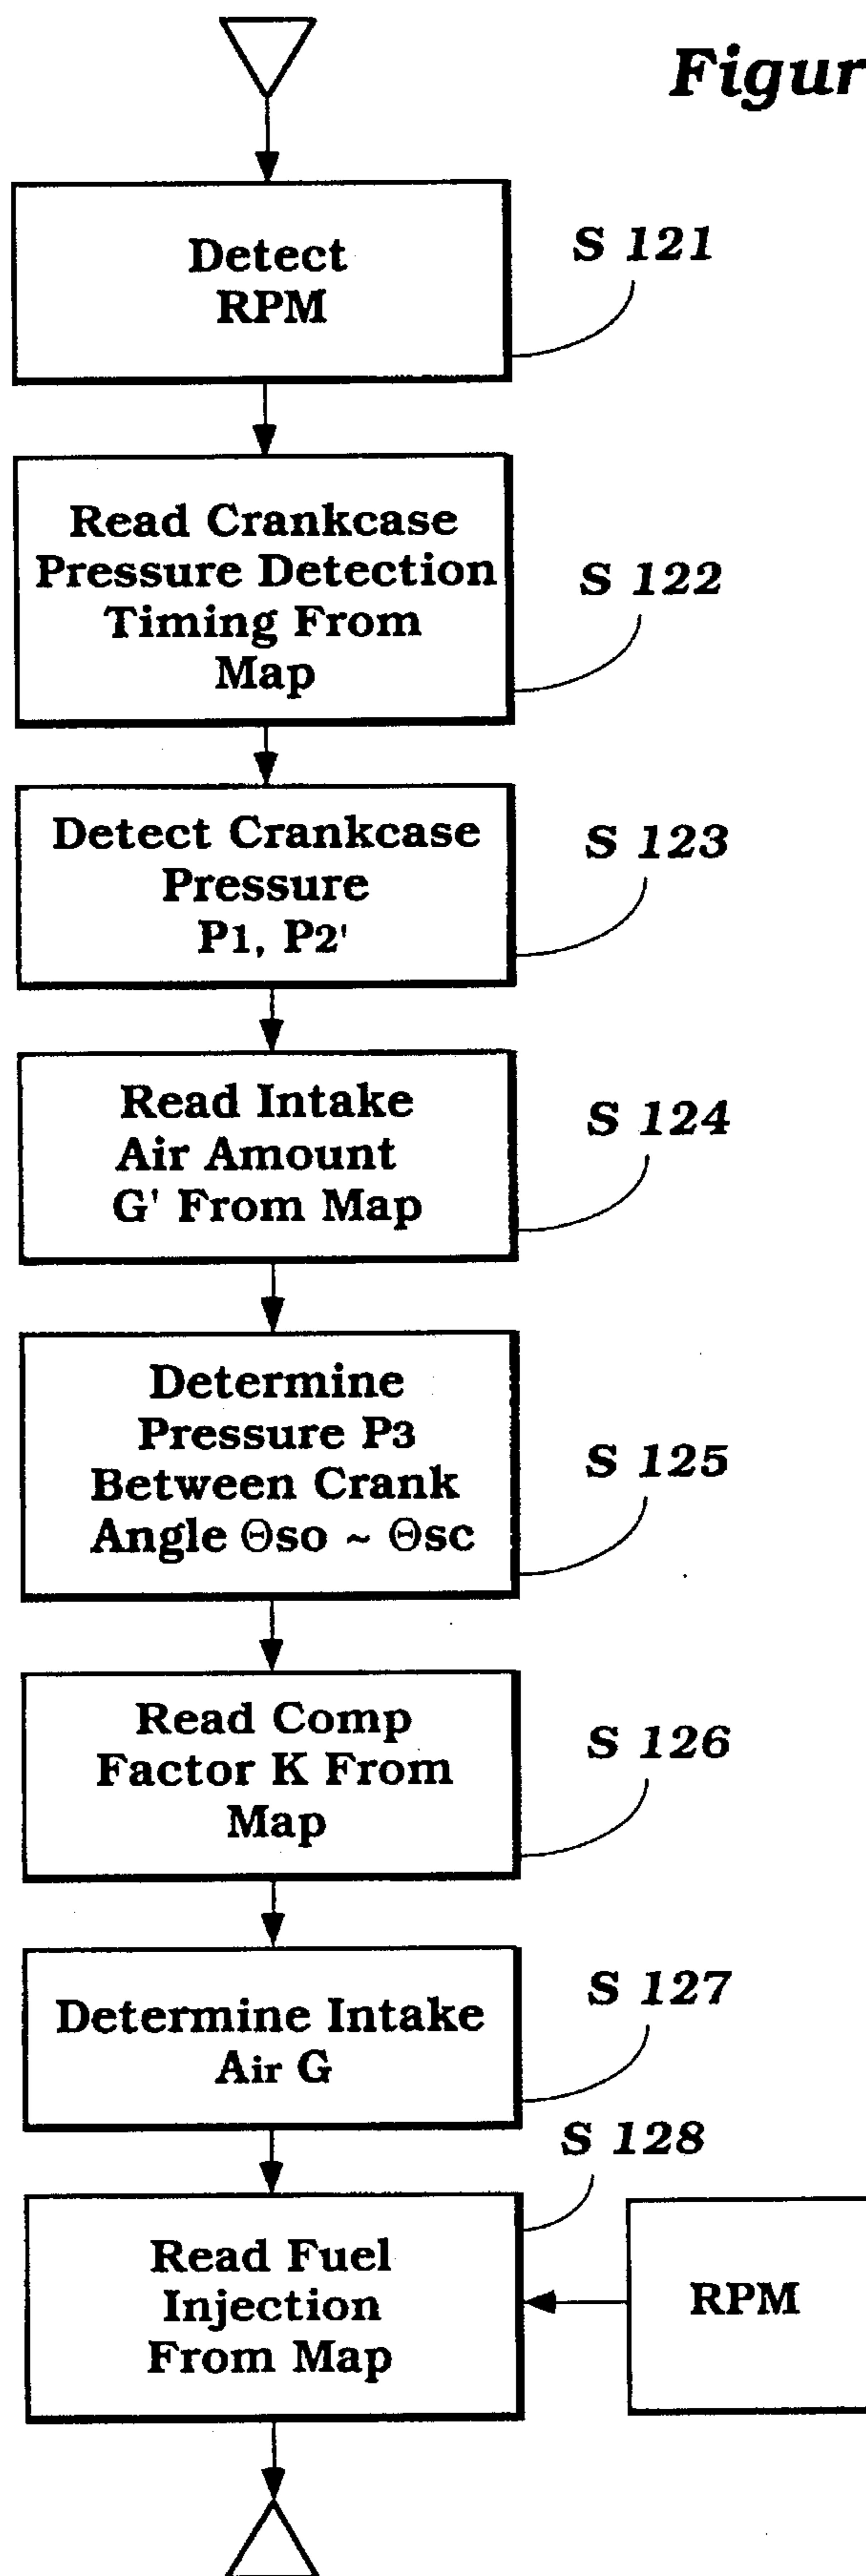 Figur
Detect
RPM
S 121
Read Crankcase
Pressure Detection
Timing From
Map
S 122
Detect Crankcase
Pressure
P1, P2'
S 123
Read Intake
Air Amount
G' From Map
S 124
Determine
Pressure P3
Between Crank
Angle Θso ~ Θsc
S 125
Read Comp
Factor K From
Map
S 126
Determine Intake
Air G
S 127
S 128
Read Fuel
Injection
From Map
RPM